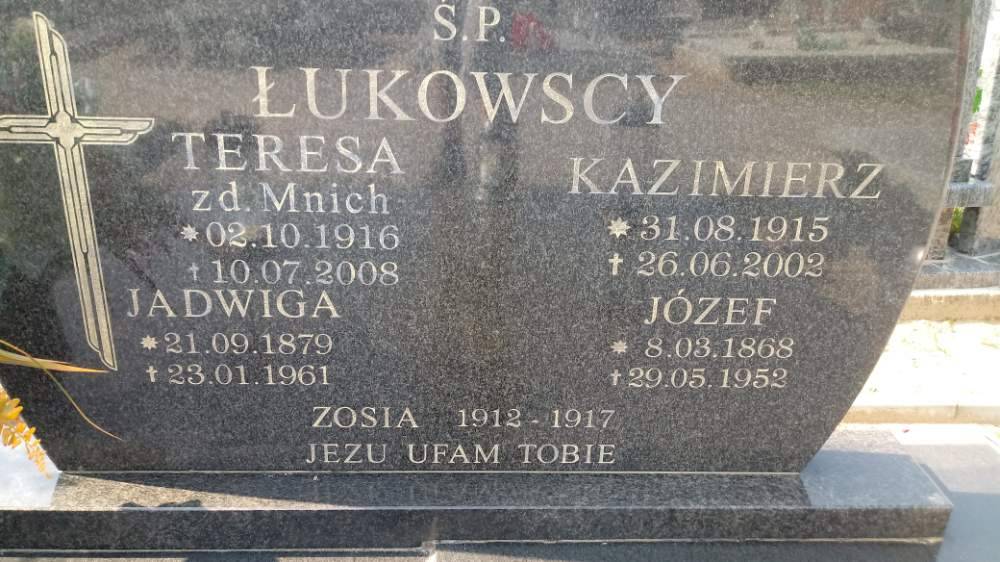 Ś.P.
ŁUKOWSCY
TERESA
zd. Mnich
* 02.10.1916
† 10.07.2008
KAZIMIERZ
* 31.08.1915
† 26.06.2002
JADWIGA
* 21.09.1879
† 23.01.1961
JÓZEF
* 8.03.1868
† 29.05.1952
ZOSIA 1912 - 1917
JEZU UFAM TOBIE